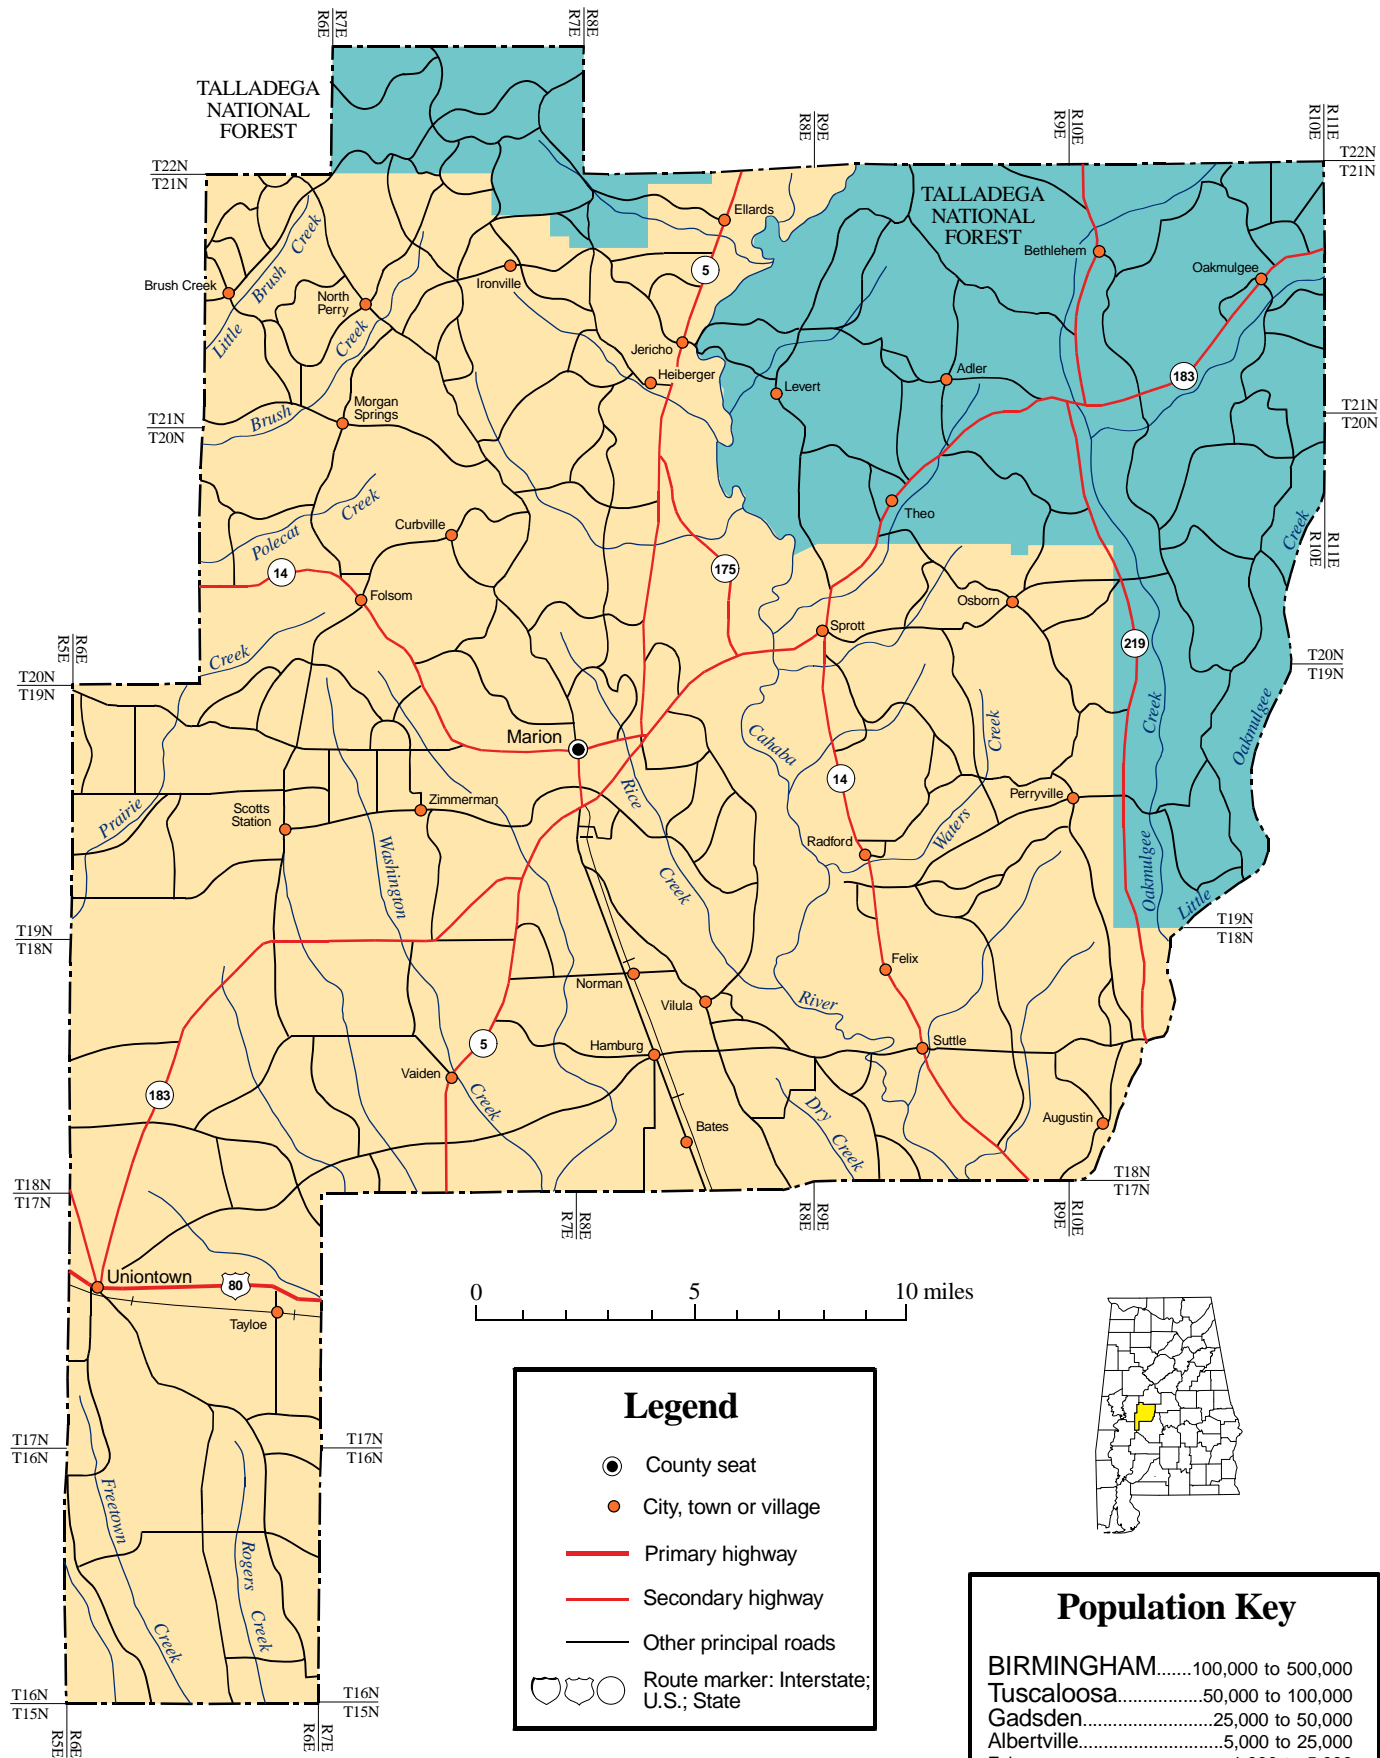 R6E
R7E
R7E
R8E
TALLADEGA
NATIONAL
FOREST
R8E
R9E
R9E
R10E
R10E
R11E
T22N
T21N
T22N
T21N
TALLADEGA
NATIONAL
FOREST
Ellards
Bethlehem
Oakmulgee
5
Brush Creek
Little Brush Creek
North
Perry
Ironville
Brush Creek
Jericho
Heiberger
Levert
Adler
183
Morgan
Springs
T21N
T20N
T21N
T20N
Polecat Creek
Curbville
Theo
R10E
R11E
14
175
Folsom
Osborn
Sprott
219
R5E
R6E
Creek
T20N
T19N
T20N
T19N
Marion
Cahaba
Creek
Creek
Little Oakmulgee Creek
14
Rice
Prairie
Scotts
Station
Zimmerman
Perryville
Waters
Radford
Washington
Creek
Oakmulgee
T19N
T18N
T19N
T18N
Norman
Vilula
Felix
River
5
Hamburg
Suttle
Vaiden
183
Creek
Dry
Creek
Bates
Augustin
T18N
T17N
T18N
T17N
R7E
R8E
R8E
R9E
R9E
R10E
Uniontown
80
Tayloe
0 5 10 miles
T17N
T16N
T17N
T16N
Freetown
Creek
Rogers
Creek
T16N
T15N
T16N
T15N
R5E
R6E
R6E
R7E
Legend
County seat
City, town or village
Primary highway
Secondary highway
Other principal roads
Route marker: Interstate;
U.S.; State
Population Key
BIRMINGHAM.......100,000 to 500,000
Tuscaloosa.................50,000 to 100,000
Gadsden..........................25,000 to 50,000
Albertville.............................5,000 to 25,000